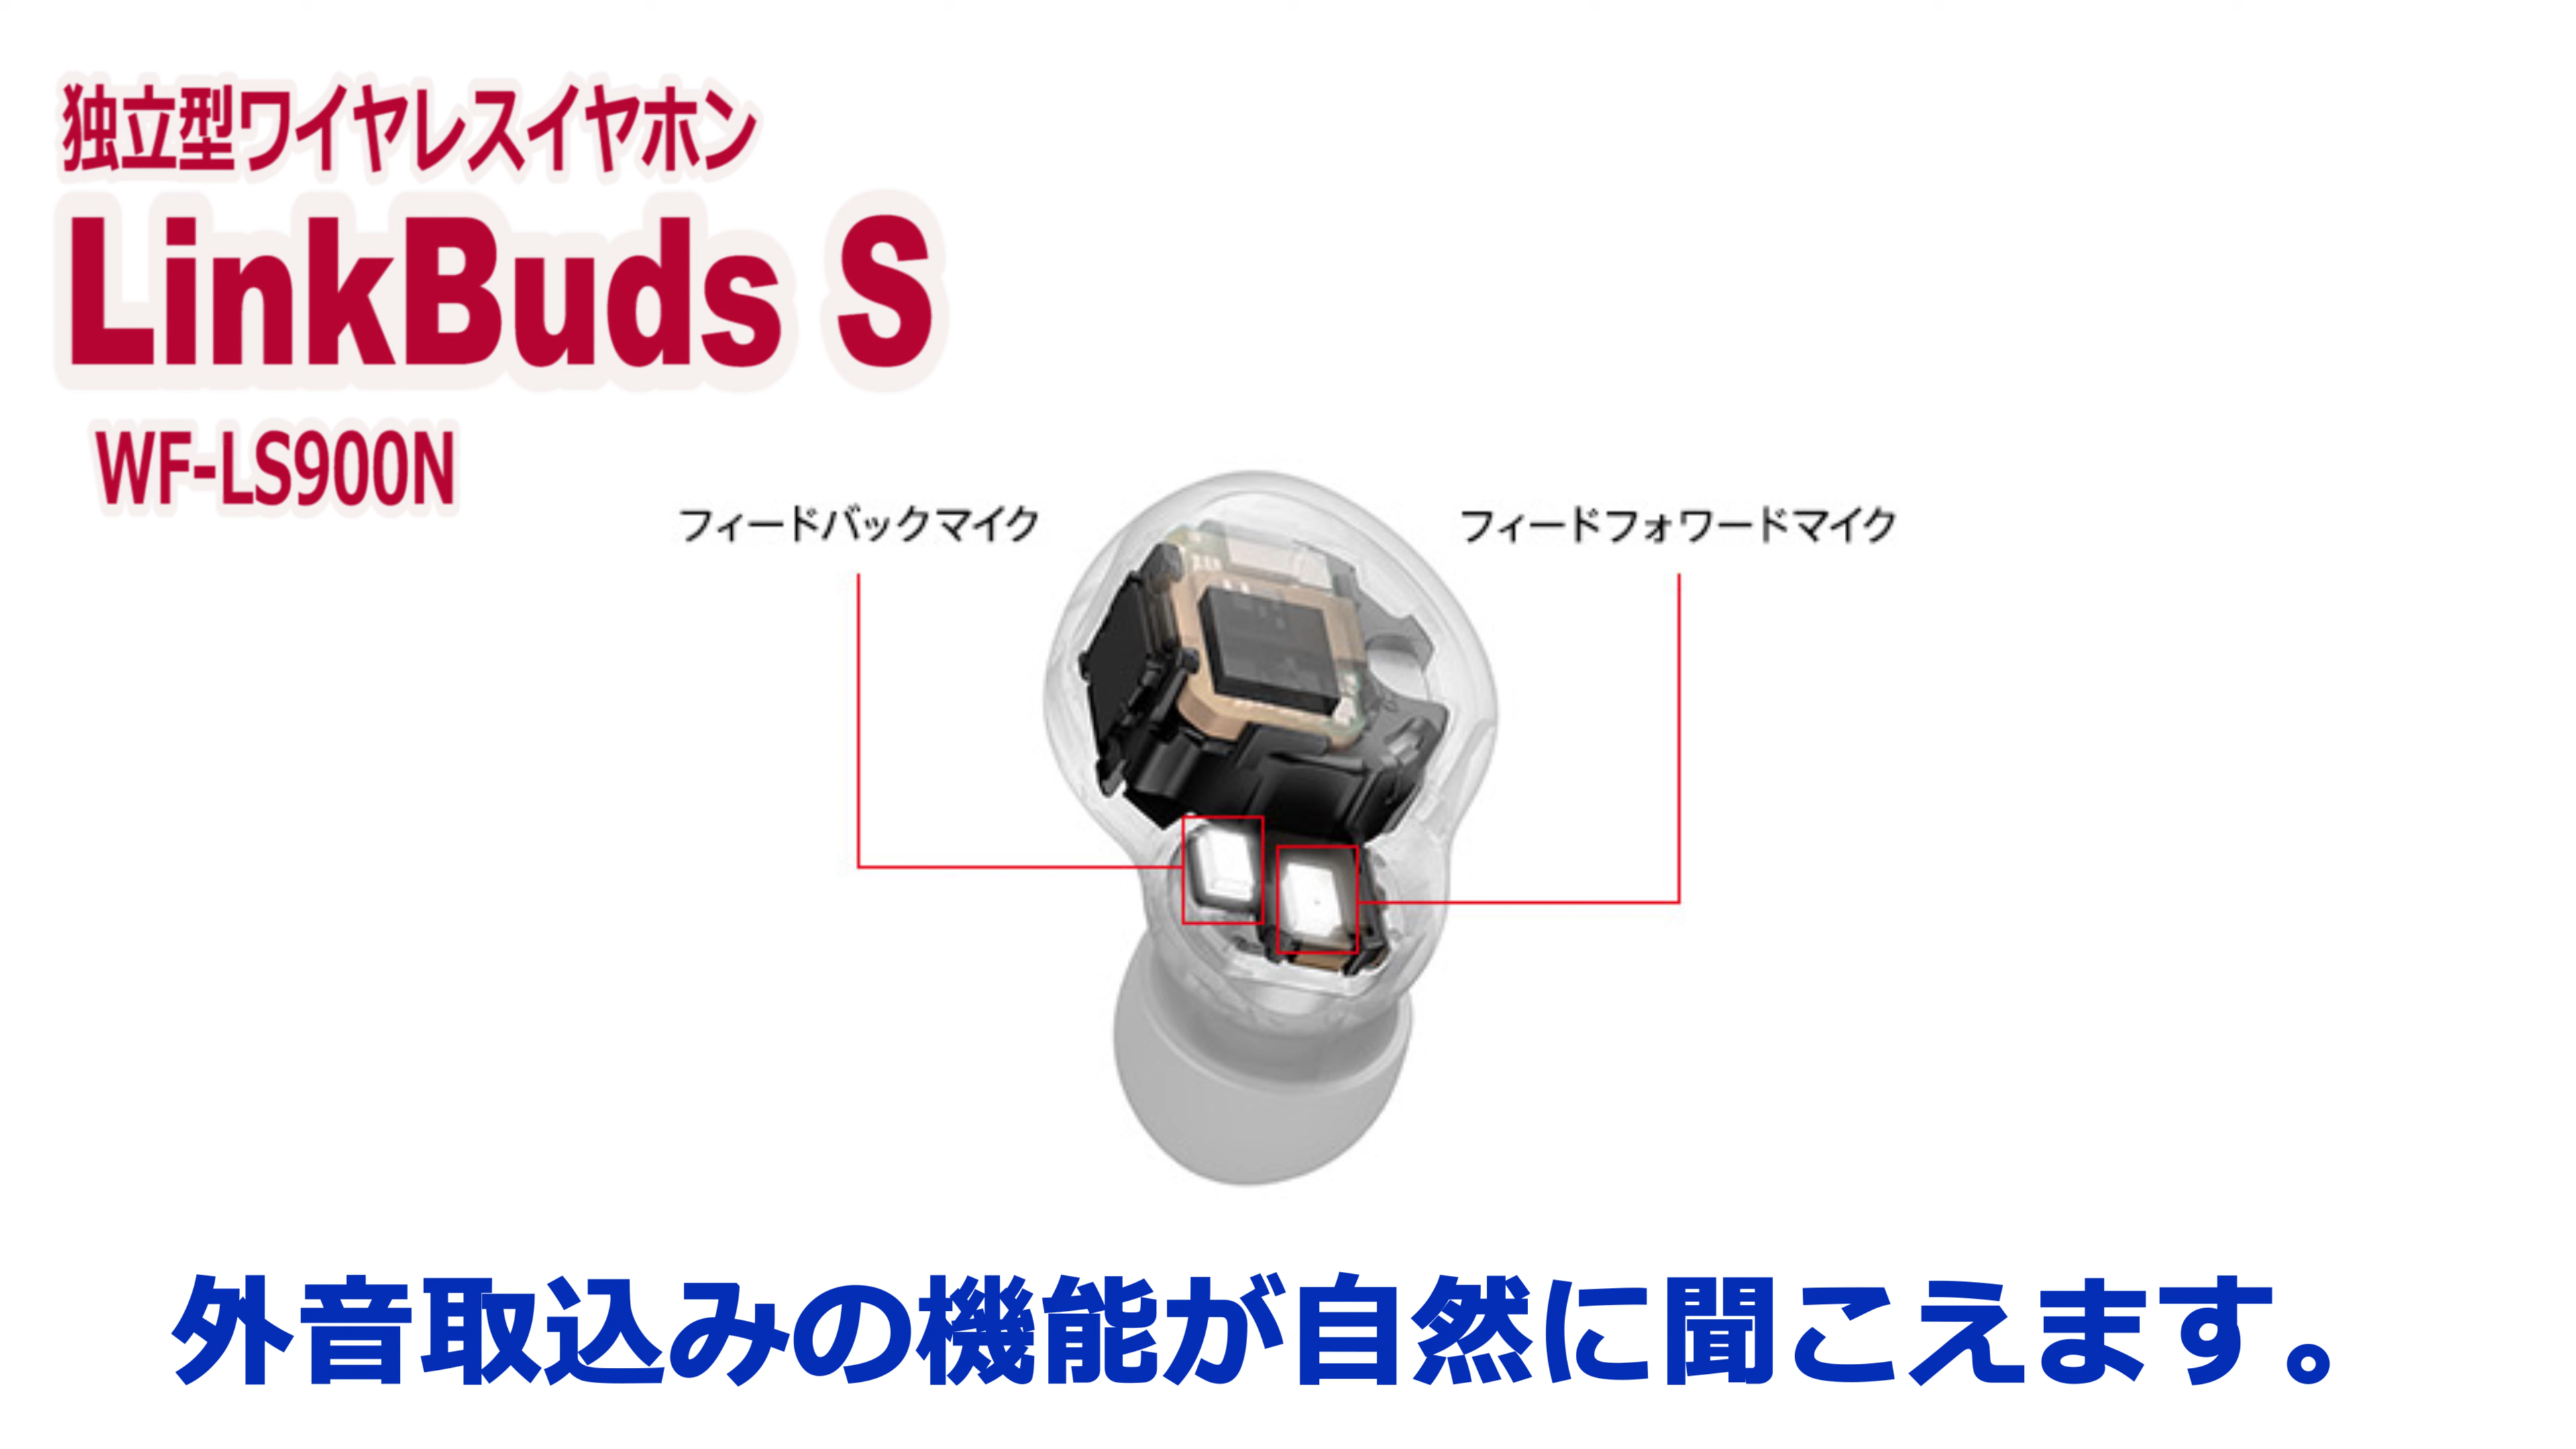 独立型ワイヤレスイヤホン
LinkBuds S
WF-LS900N
フィードバックマイク
フィードフォワードマイク
外音取込みの機能が自然に聞こえます。